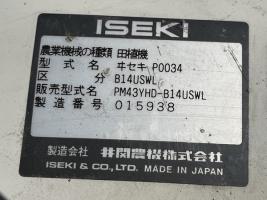 ISEKI
農業機械の種類 田植機
型式名 ヰセキ P0034
区分 B14USWL
販売型式名 PM43YHD-B14USWL
製造番号 015938
製造会社 井関農機株式会社
ISEKI & CO., LTD. MADE IN JAPAN